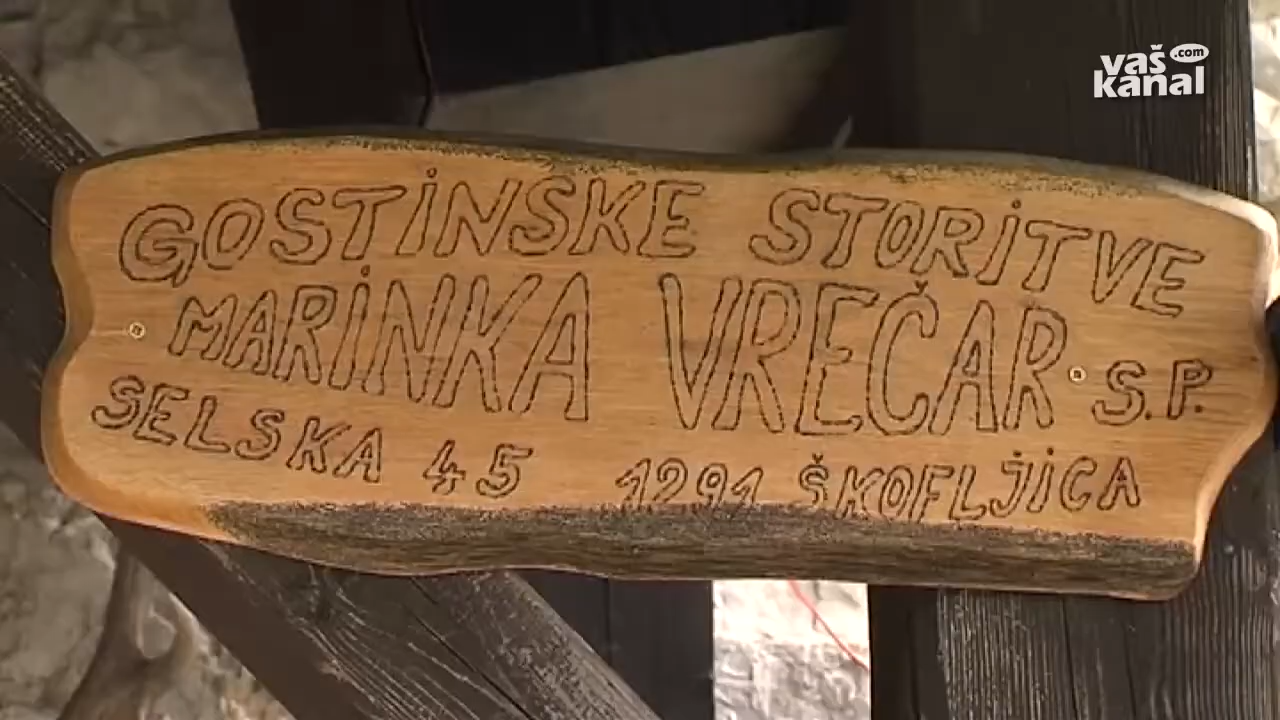 vaš .com
kanal
GOSTINSKE STORITVE
MARINKA VREČAR S.P.
SELSKA 45 1291 ŠKOFLJICA